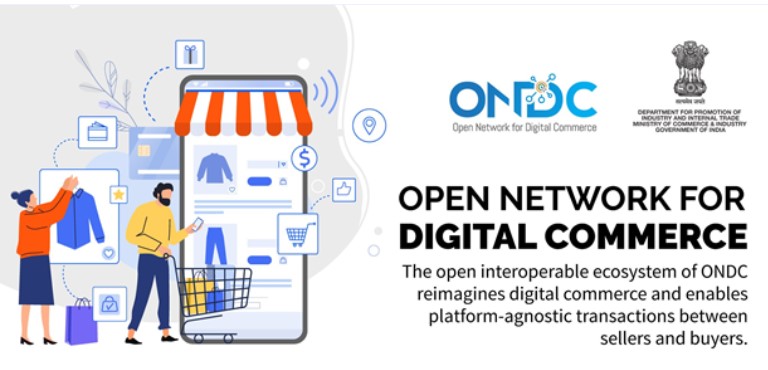 ONDC
Open Network for Digital Commerce
सत्यमेव जयते
DEPARTMENT FOR PROMOTION OF
INDUSTRY AND INTERNAL TRADE
MINISTRY OF COMMERCE & INDUSTRY
GOVERNMENT OF INDIA
$
OPEN NETWORK FOR
DIGITAL COMMERCE
The open interoperable ecosystem of ONDC
reimagines digital commerce and enables
platform-agnostic transactions between
sellers and buyers.